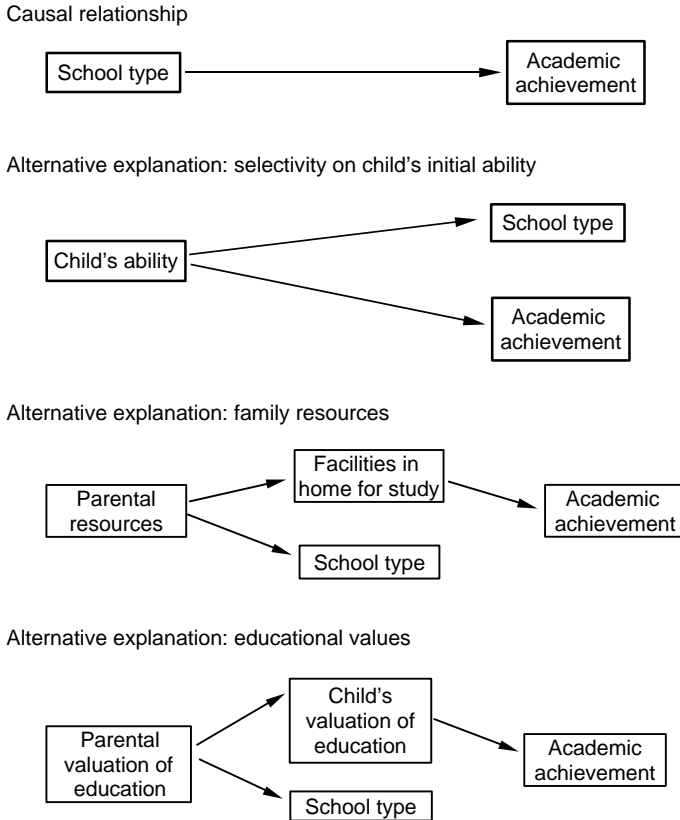 Causal relationship
School type
Academic
achievement
Alternative explanation: selectivity on child’s initial ability
School type
Child’s ability
Academic
achievement
Alternative explanation: family resources
Facilities in
home for study
Parental
resources
Academic
achievement
School type
Alternative explanation: educational values
Child’s
valuation of
education
Parental
valuation of
education
Academic
achievement
School type